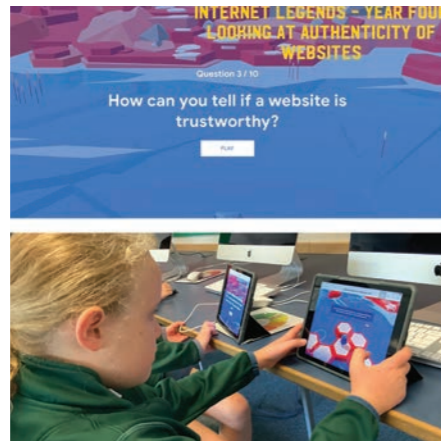 INTERNET LEGENDS - YEAR FOUR
LOOKING AT AUTHENTICITY OF
WEBSITES
Question 3 / 10
How can you tell if a website is
trustworthy?
PLAY